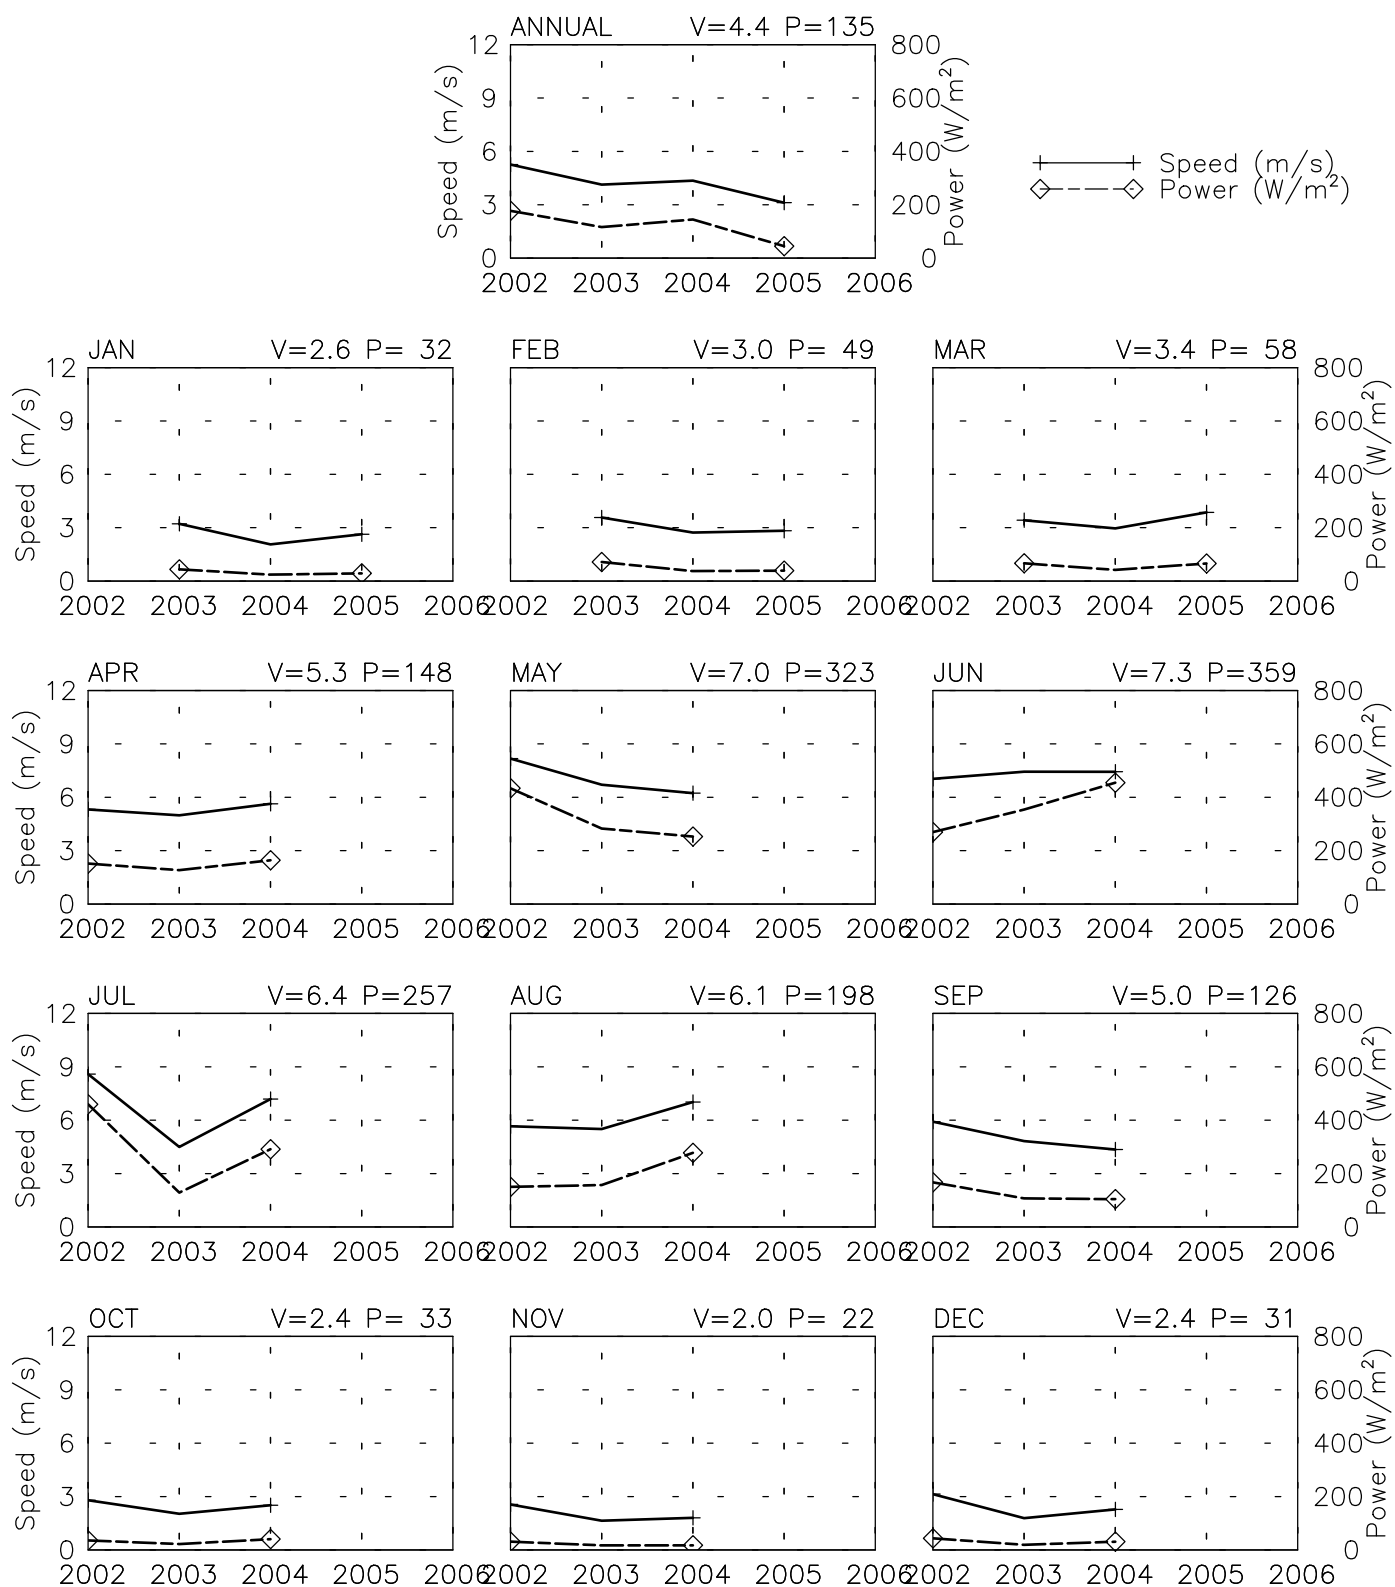 ANNUAL V=4.4 P=135
12 800
9 600
6 400
3 200
0 0
Speed (m/s)
Power (W/m²)
2002 2003 2004 2005 2006
Speed (m/s)
Power (W/m²)
JAN V=2.6 P= 32 FEB V=3.0 P= 49 MAR V=3.4 P= 58
12 800
9 600
6 400
3 200
0 0
Speed (m/s)
Power (W/m²)
2002 2003 2004 2005 2006 2002 2003 2004 2005 2006 2002 2003 2004 2005 2006
APR V=5.3 P=148 MAY V=7.0 P=323 JUN V=7.3 P=359
12 800
9 600
6 400
3 200
0 0
Speed (m/s)
Power (W/m²)
2002 2003 2004 2005 2006 2002 2003 2004 2005 2006 2002 2003 2004 2005 2006
JUL V=6.4 P=257 AUG V=6.1 P=198 SEP V=5.0 P=126
12 800
9 600
6 400
3 200
0 0
Speed (m/s)
Power (W/m²)
2002 2003 2004 2005 2006 2002 2003 2004 2005 2006 2002 2003 2004 2005 2006
OCT V=2.4 P= 33 NOV V=2.0 P= 22 DEC V=2.4 P= 31
12 800
9 600
6 400
3 200
0 0
Speed (m/s)
Power (W/m²)
2002 2003 2004 2005 2006 2002 2003 2004 2005 2006 2002 2003 2004 2005 2006